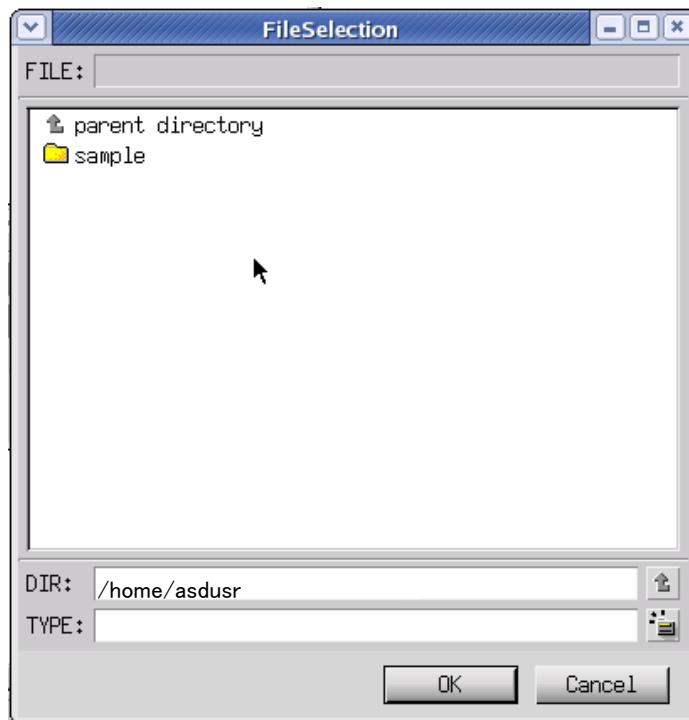 FileSelection
FILE:
parent directory
sample
DIR: /home/asdusr
TYPE:
OK Cancel